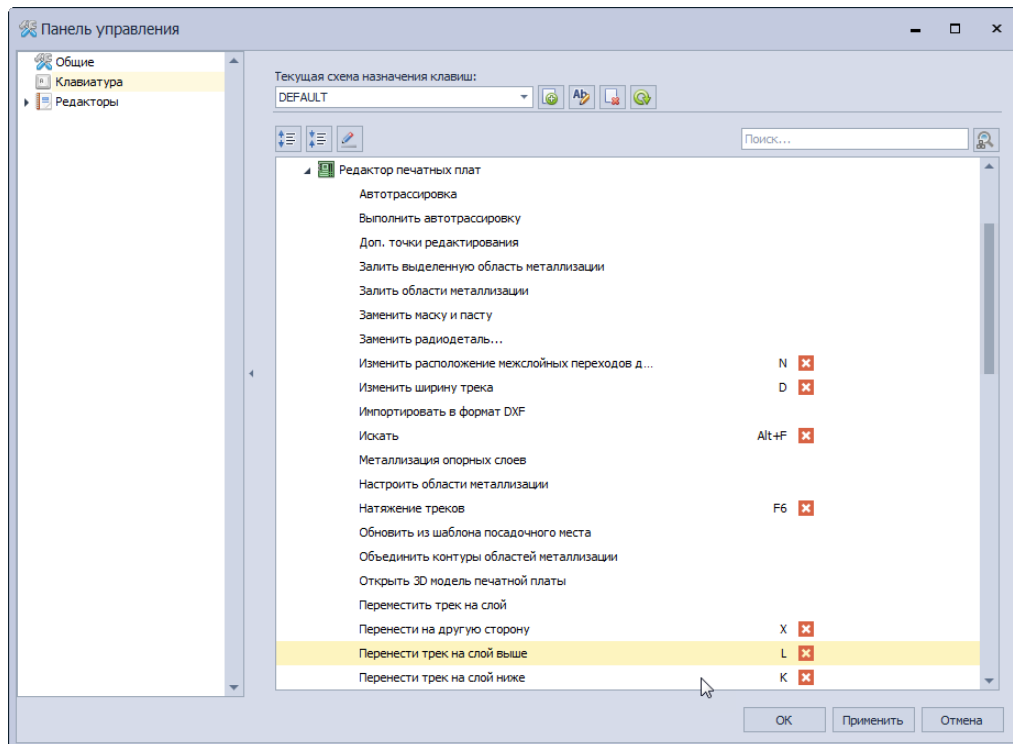 Панель управления
Общие
Клавиатура
Редакторы
Текущая схема назначения клавиш:
DEFAULT
Поиск...
Редактор печатных плат
Автотрассировка
Выполнить автотрассировку
Доп. точки редактирования
Залить выделенную область металлизации
Залить области металлизации
Заменить маску и пасту
Заменить радиодеталь...
Изменить расположение межслойных переходов д... N
Изменить ширину трека D
Импортировать в формат DXF
Искать Alt+F
Металлизация опорных слоев
Настроить области металлизации
Натяжение треков F6
Обновить из шаблона посадочного места
Объединить контуры областей металлизации
Открыть 3D модель печатной платы
Переместить трек на слой
Перенести на другую сторону X
Перенести трек на слой выше L
Перенести трек на слой ниже K
OK Применить Отмена